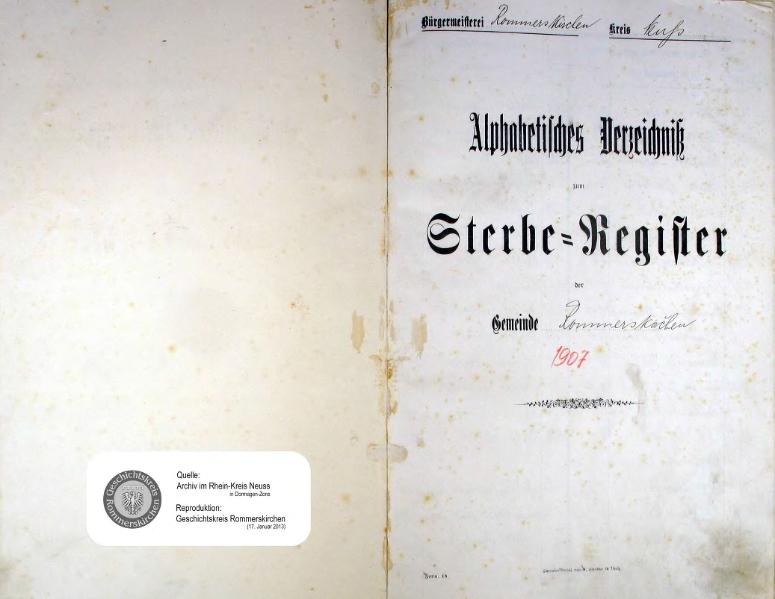 Geschichtskreis Rommerskirchen
Quelle:
Archiv im Rhein-Kreis Neuss
in Dormagen-Zons
Reproduktion:
Geschichtskreis Rommerskirchen
(17. Januar 2013)
Bürgermeisterei Rommerskirchen Kreis Neuß
Alphabetisches Verzeichniß
zum
Sterbe=Register
der
Gemeinde Rommerskirchen
1907